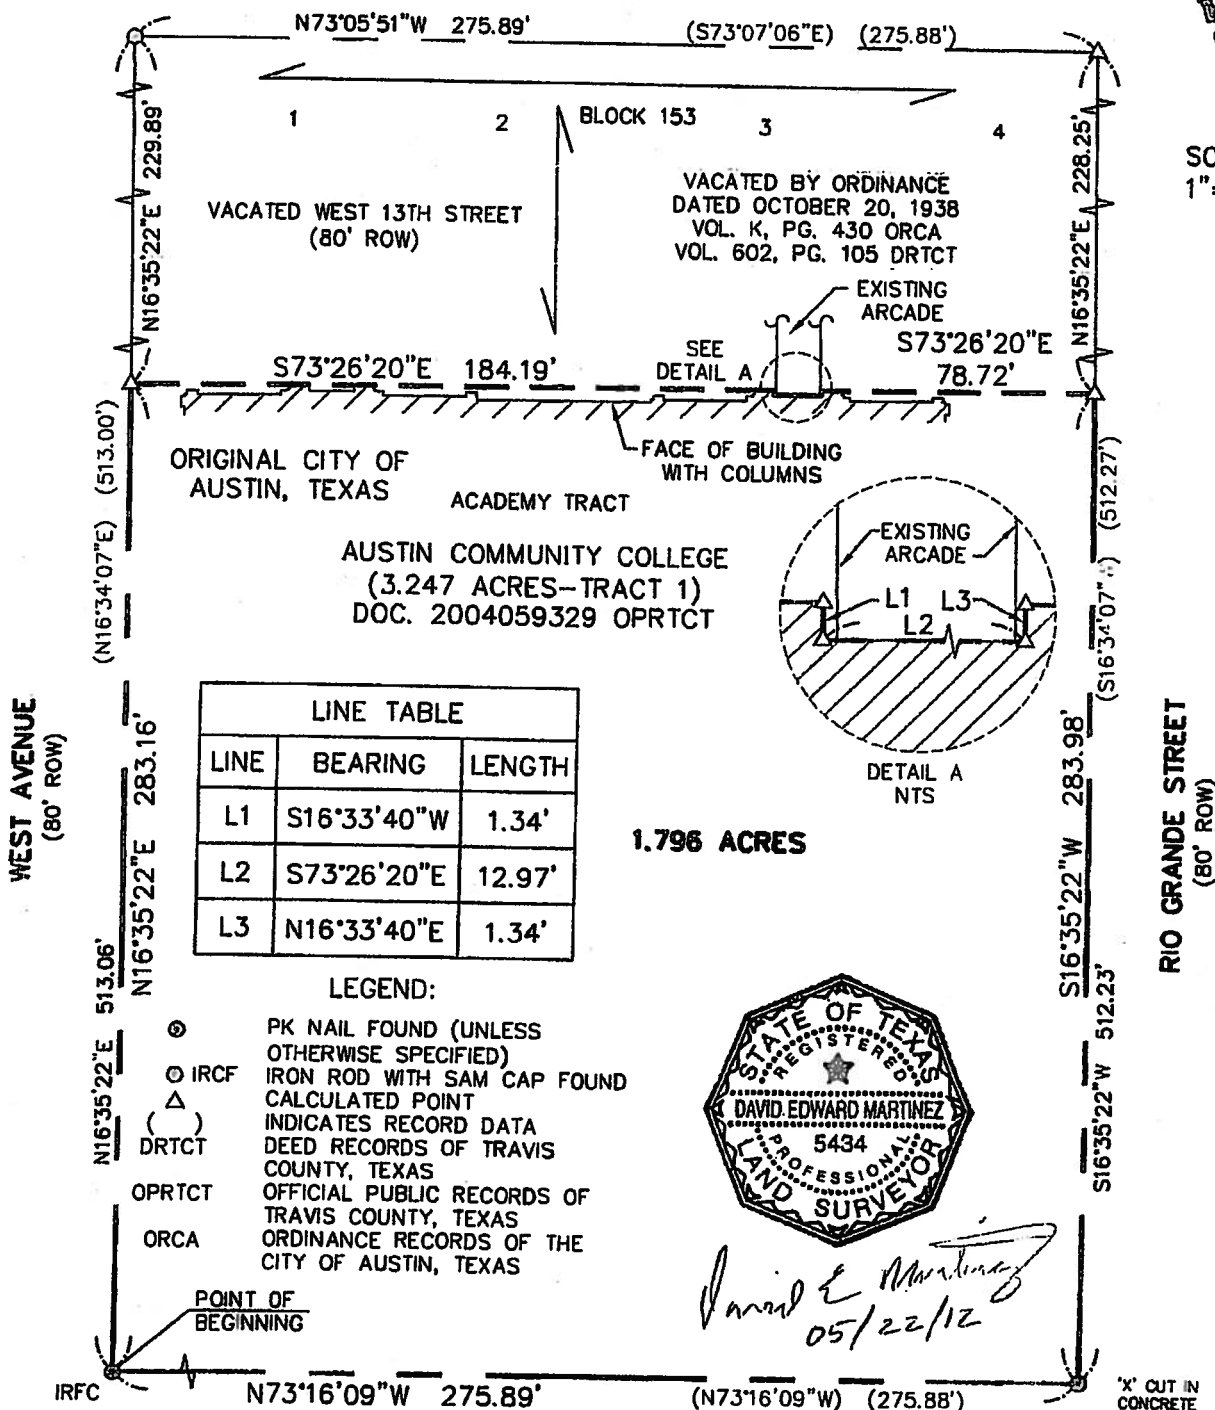 N73°05'51"W 275.89'
(S73°07'06"E) (275.88')
N16°35'22"E 229.89'
1
2
BLOCK 153
3
4
N16°35'22"E 228.25'
VACATED WEST 13TH STREET
(80' ROW)
VACATED BY ORDINANCE
DATED OCTOBER 20, 1938
VOL. K, PG. 430 ORCA
VOL. 602, PG. 105 DRTCT
EXISTING
ARCADE
S73°26'20"E 184.19'
SEE
DETAIL A
S73°26'20"E
78.72'
FACE OF BUILDING
WITH COLUMNS
ORIGINAL CITY OF
AUSTIN, TEXAS
ACADEMY TRACT
AUSTIN COMMUNITY COLLEGE
(3.247 ACRES-TRACT 1)
DOC. 2004059329 OPRTCT
(N16°34'07"E) (513.00')
(512.27')
EXISTING
ARCADE
L1 L3
L2
DETAIL A
NTS
WEST AVENUE
(80' ROW)
N16°35'22"E 283.16'
N16°35'22"E 513.06'
LINE TABLE
LINE BEARING LENGTH
L1 S16°33'40"W 1.34'
L2 S73°26'20"E 12.97'
L3 N16°33'40"E 1.34'
1.796 ACRES
S16°35'22"W 283.98'
S16°35'22"W 512.23'
RIO GRANDE STREET
(80' ROW)
LEGEND:
PK NAIL FOUND (UNLESS
OTHERWISE SPECIFIED)
IRCF IRON ROD WITH SAM CAP FOUND
CALCULATED POINT
( ) INDICATES RECORD DATA
DRTCT DEED RECORDS OF TRAVIS
COUNTY, TEXAS
OPRTCT OFFICIAL PUBLIC RECORDS OF
TRAVIS COUNTY, TEXAS
ORCA ORDINANCE RECORDS OF THE
CITY OF AUSTIN, TEXAS
STATE OF TEXAS
REGISTERED
DAVID EDWARD MARTINEZ
5434
PROFESSIONAL
LAND SURVEYOR
David E Martinez
05/22/12
POINT OF
BEGINNING
IRFC
N73°16'09"W 275.89'
(N73°16'09"W) (275.88')
'X' CUT IN
CONCRETE